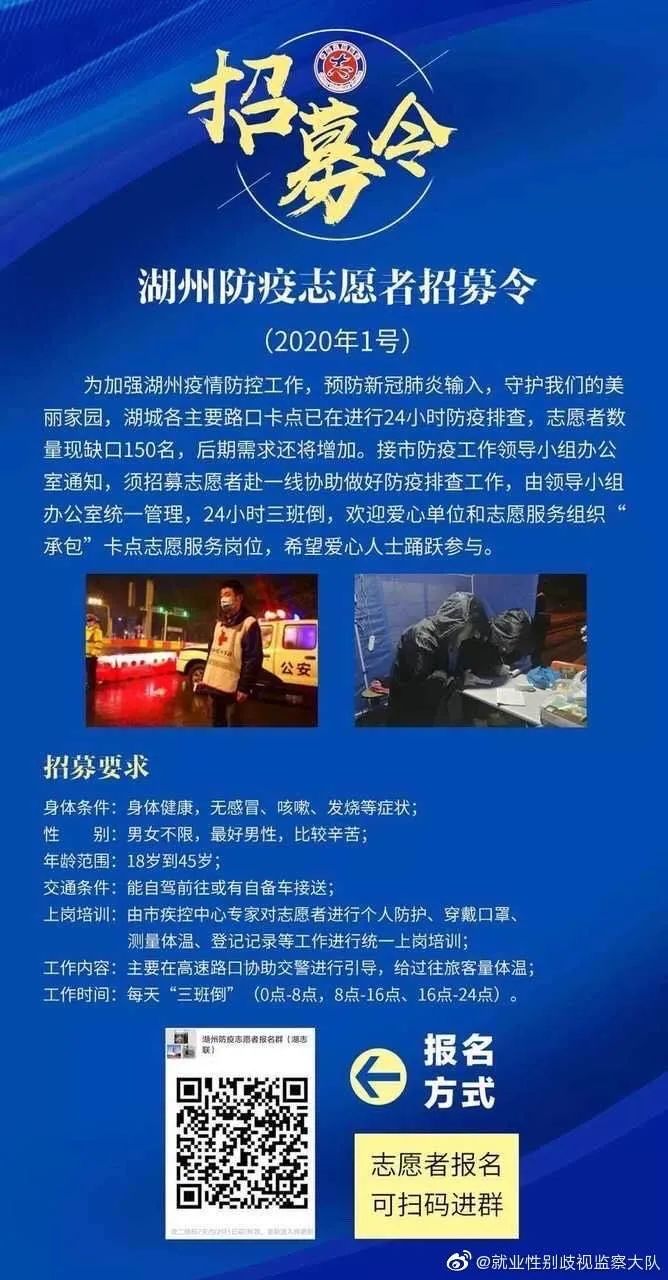 招募令
湖州防疫志愿者招募令
（2020年1号）
为加强湖州疫情防控工作，预防新冠肺炎输入，守护我们的美
丽家园，湖城各主要路口卡点已在进行24小时防疫排查，志愿者数
量现缺口150名，后期需求还将增加。接市防疫工作领导小组办公
室通知，须招募志愿者赴一线协助做好防疫排查工作，由领导小组
办公室统一管理，24小时三班倒，欢迎爱心单位和志愿服务组织“
承包”卡点志愿服务岗位，希望爱心人士踊跃参与。
公安
招募要求
身体条件：身体健康，无感冒、咳嗽、发烧等症状；
性　　别：男女不限，最好男性，比较辛苦；
年龄范围：18岁到45岁；
交通条件：能自驾前往或有自备车接送；
上岗培训：由市疾控中心专家对志愿者进行个人防护、穿戴口罩、
测量体温、登记记录等工作进行统一上岗培训；
工作内容：主要在高速路口协助交警进行引导，给过往旅客量体温；
工作时间：每天“三班倒”（0点-8点，8点-16点、16点-24点）。
湖州防疫志愿者报名群（湖志
联）
报名
方式
志愿者报名
可扫码进群
@就业性别歧视监察大队